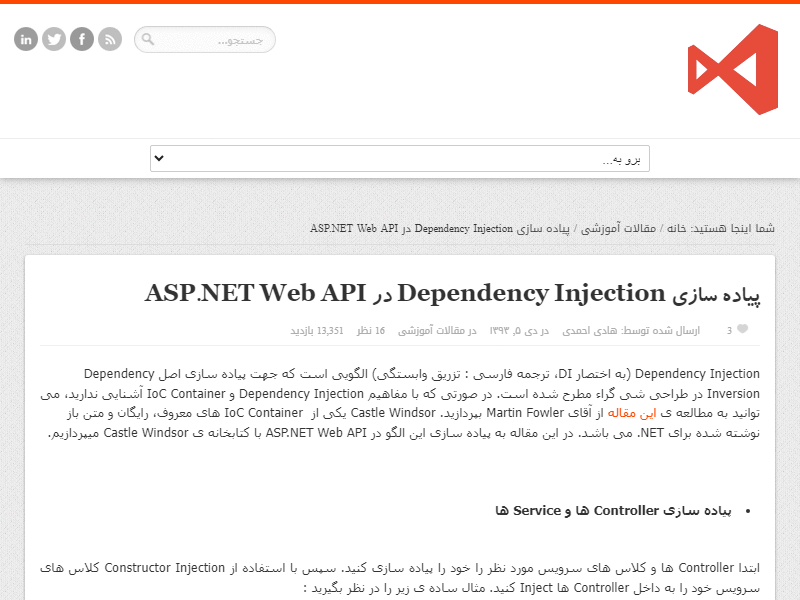 جستجو...
برو به...
شما اینجا هستید: خانه / مقالات آموزشی / پیاده سازی Dependency Injection در ASP.NET Web API
پیاده سازی Dependency Injection در ASP.NET Web API
3 ارسال شده توسط: هادی احمدی در دی ۵, ۱۳۹۳ در مقالات آموزشی 16 نظر 13,351 بازدید
Dependency Injection (به اختصار DI، ترجمه فارسی : تزریق وابستگی) الگویی است که جهت پیاده سازی اصل Dependency
Inversion در طراحی شی گراء مطرح شده است. در صورتی که با مفاهیم Dependency Injection و IoC Container آشنایی ندارید، می
توانید به مطالعه ی این مقاله از آقای Martin Fowler بپردازید. Castle Windsor یکی از IoC Container های معروف، رایگان و متن باز
نوشته شده برای NET. می باشد. در این مقاله به پیاده سازی این الگو در ASP.NET Web API با کتابخانه ی Castle Windsor میپردازیم.
• پیاده سازی Controller ها و Service ها
ابتدا Controller ها و کلاس های سرویس مورد نظر را خود را پیاده سازی کنید. سپس با استفاده از Constructor Injection کلاس های
سرویس خود را به داخل Controller ها Inject کنید. مثال ساده ی زیر را در نظر بگیرید :